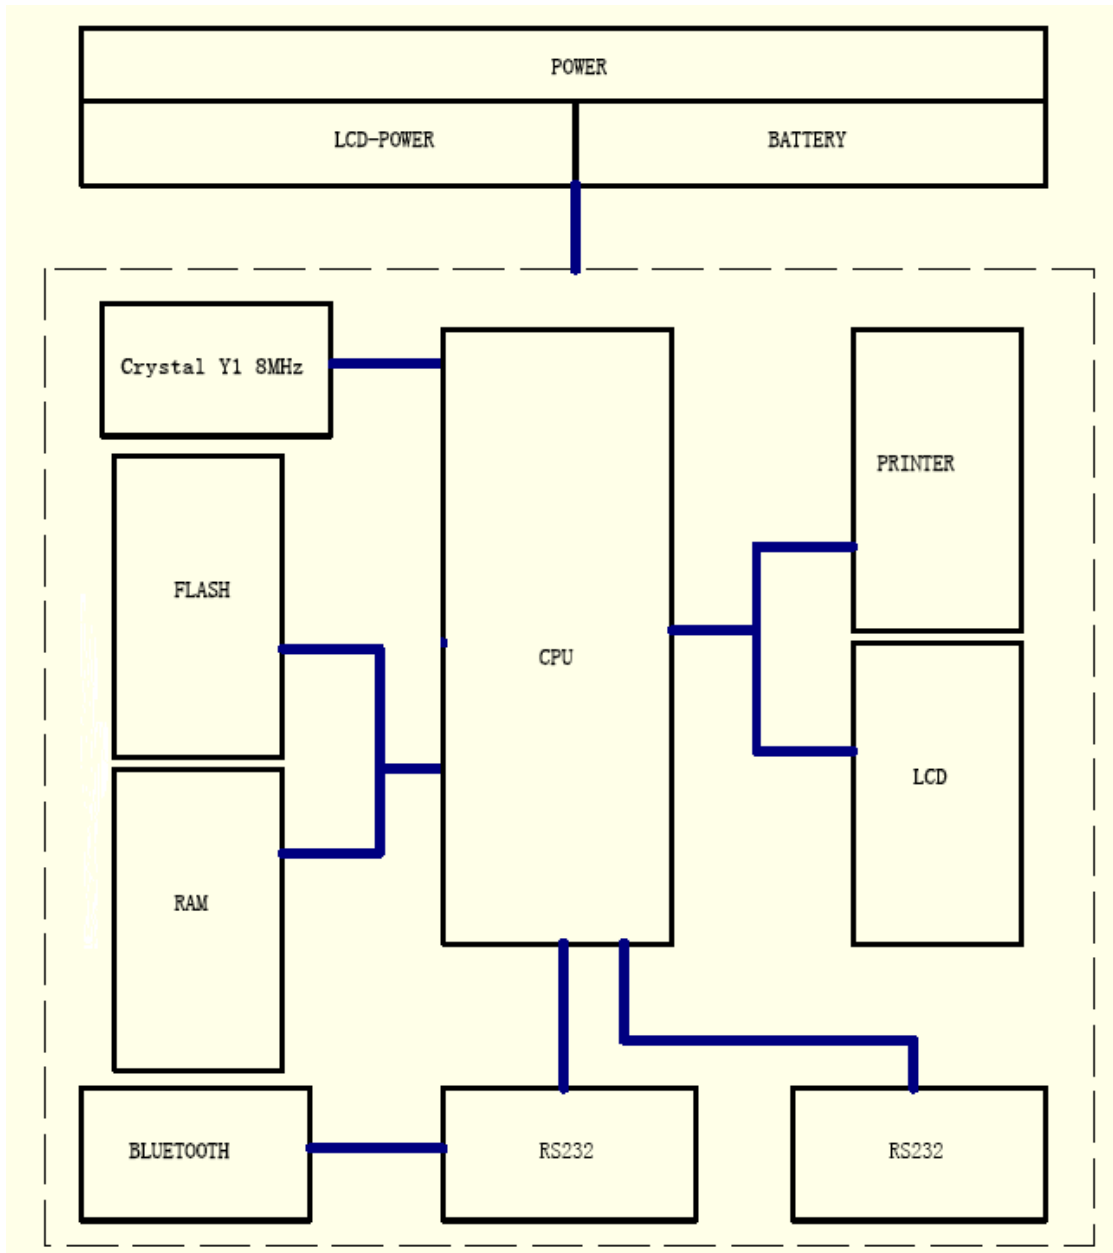 POWER
LCD-POWER
BATTERY
Crystal Y1 8MHz
PRINTER
FLASH
CPU
LCD
RAM
BLUETOOTH
RS232
RS232